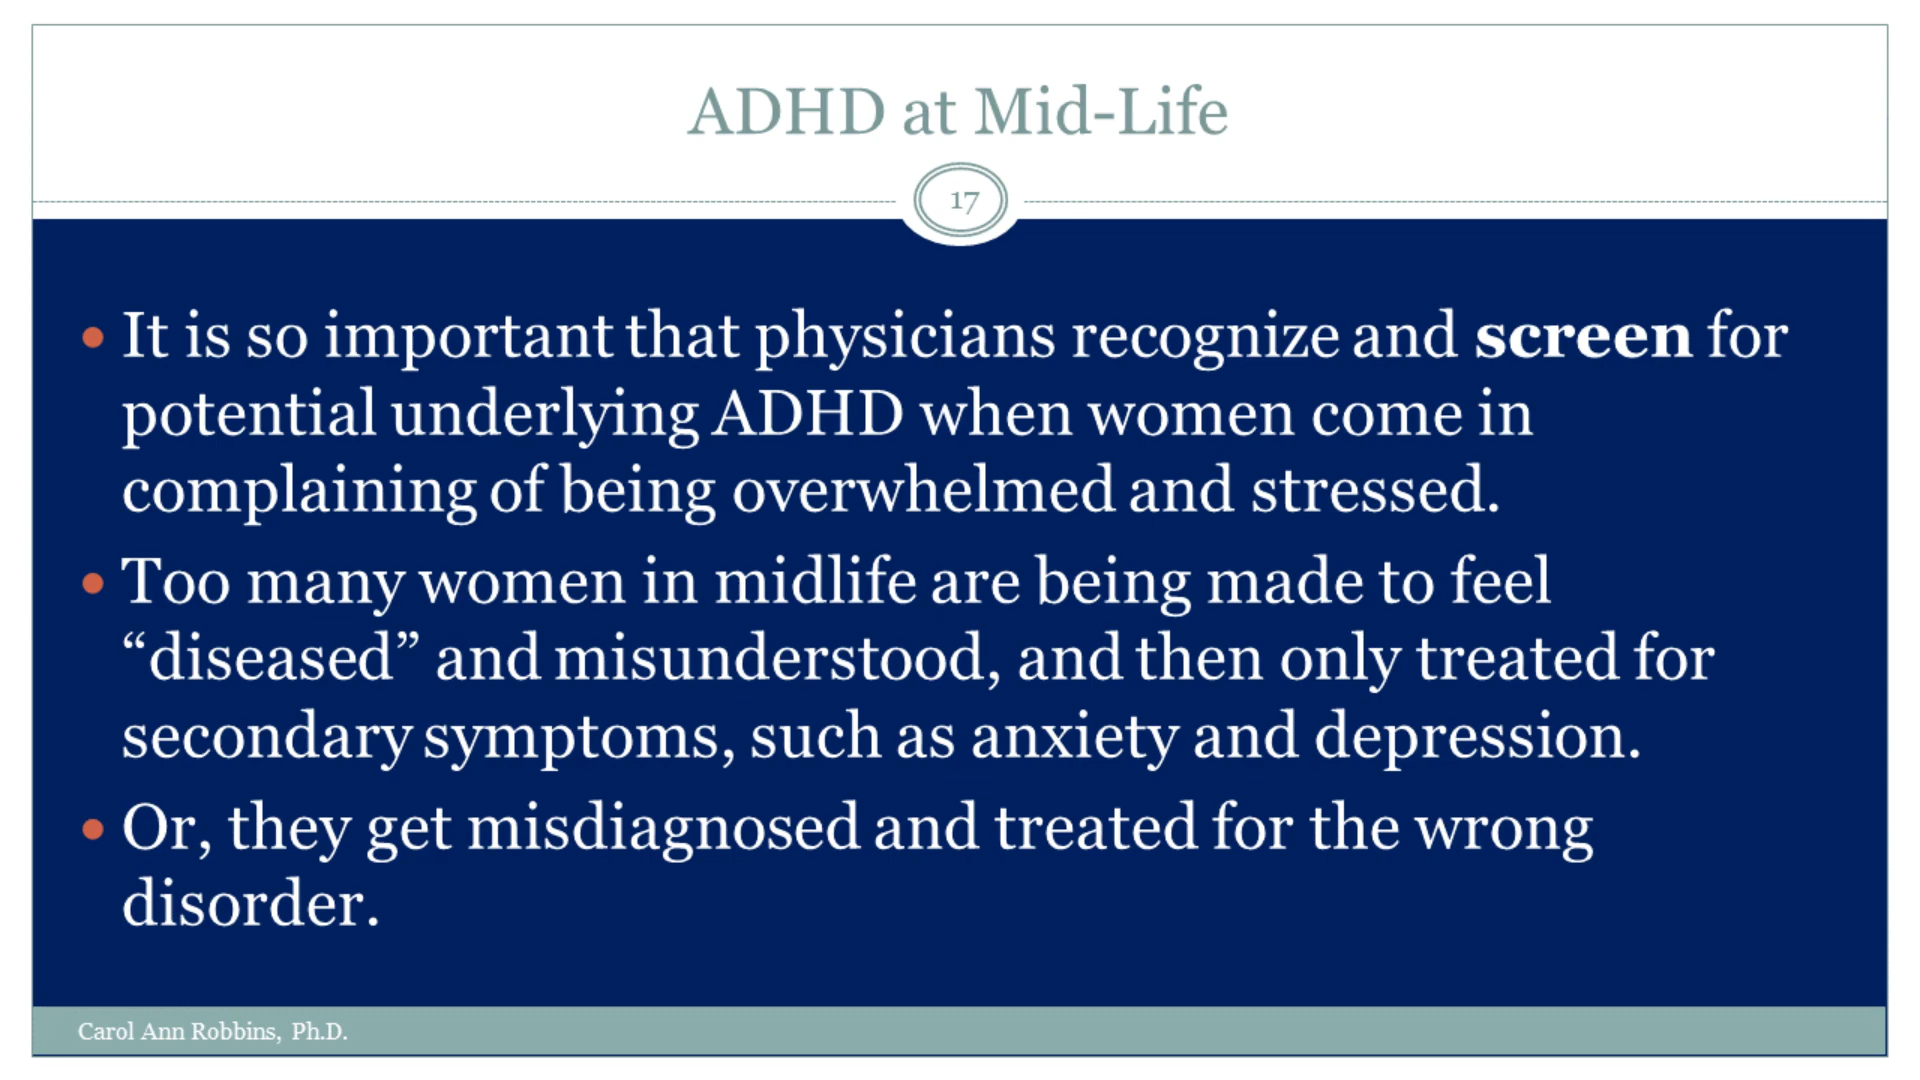 ADHD at Mid-Life
17
• It is so important that physicians recognize and screen for
potential underlying ADHD when women come in
complaining of being overwhelmed and stressed.
• Too many women in midlife are being made to feel
“diseased” and misunderstood, and then only treated for
secondary symptoms, such as anxiety and depression.
• Or, they get misdiagnosed and treated for the wrong
disorder.
Carol Ann Robbins, Ph.D.